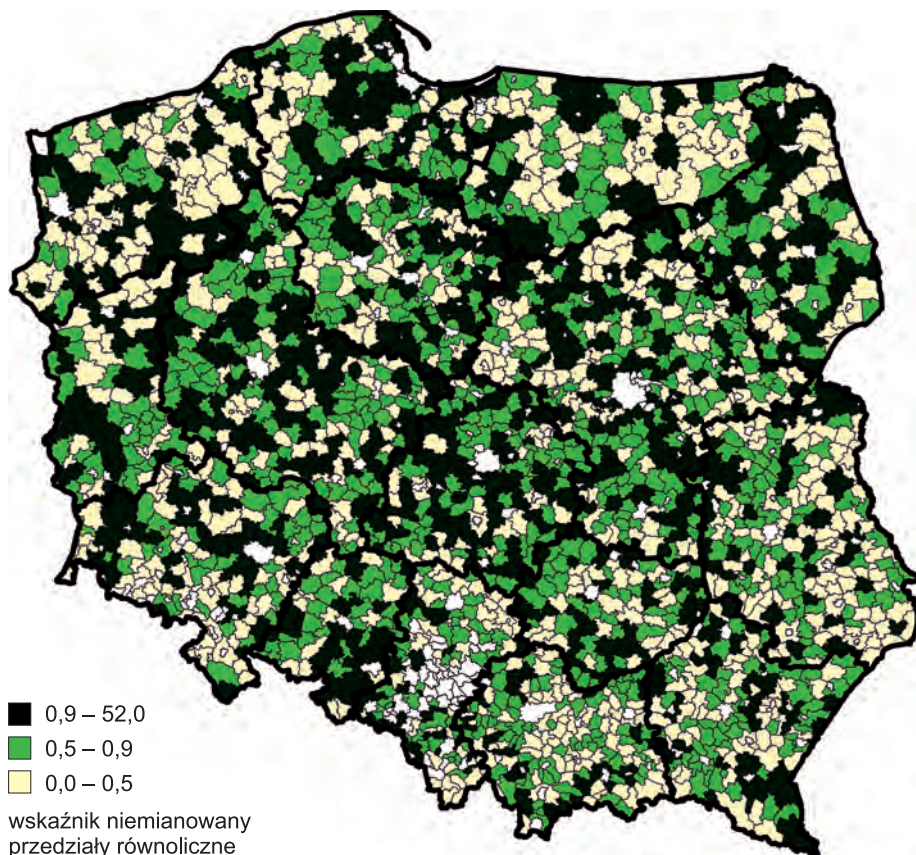 0,9 – 52,0
0,5 – 0,9
0,0 – 0,5
wskaźnik niemianowany
przedziały równoliczne